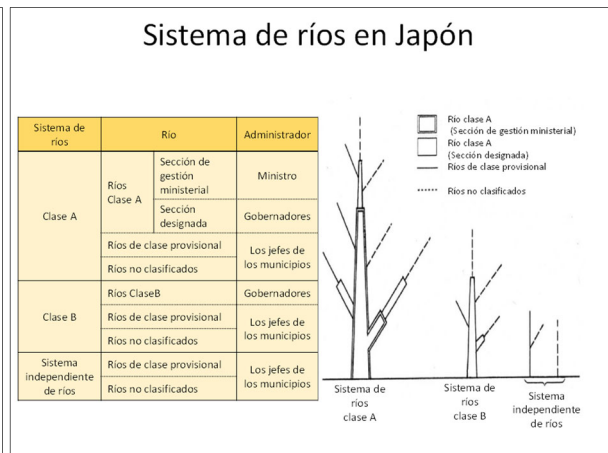 Sistema de ríos en Japón
Sistema de
ríos
Río
Administrador
Clase A
Ríos
Clase A
Sección de
gestión
ministerial
Ministro
Sección
designada
Gobernadores
Ríos de clase provisional
Ríos no clasificados
Los jefes de
los municipios
Clase B
Ríos ClaseB
Gobernadores
Ríos de clase provisional
Ríos no clasificados
Los jefes de
los municipios
Sistema
independiente
de ríos
Ríos de clase provisional
Ríos no clasificados
Los jefes de
los municipios
Río clase A
(Sección de gestión ministerial)
Río clase A
(Sección designada)
Ríos de clase provisional
Ríos no clasificados
Sistema de
ríos
clase A
Sistema de
ríos
clase B
Sistema
independiente
de ríos